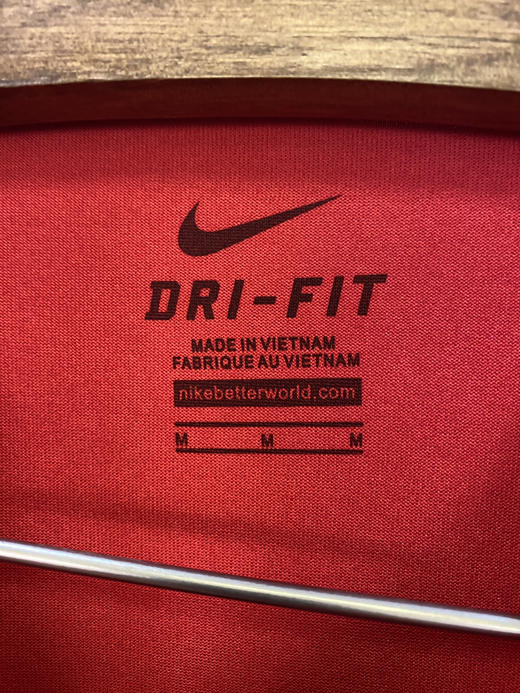 DRI-FIT
MADE IN VIETNAM
FABRIQUE AU VIETNAM
nikebetterworld.com
M M M